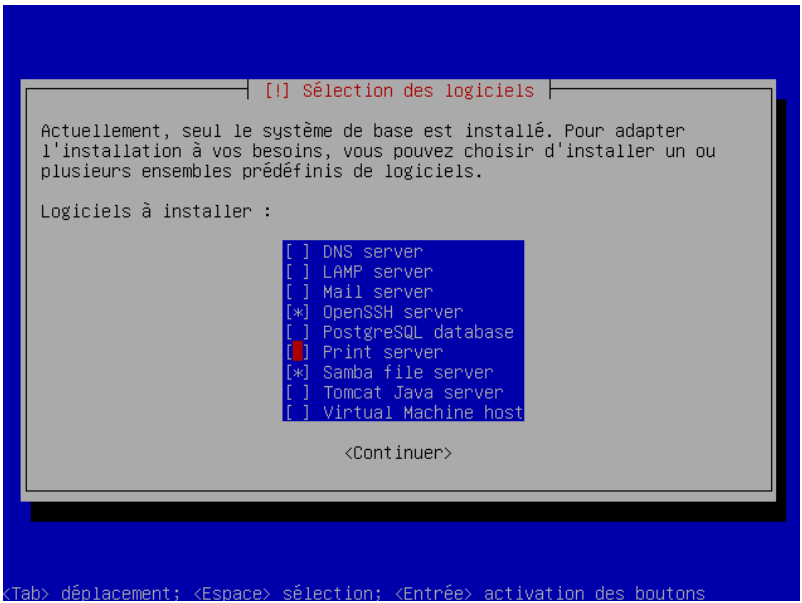 [!] Sélection des logiciels
Actuellement, seul le système de base est installé. Pour adapter
l'installation à vos besoins, vous pouvez choisir d'installer un ou
plusieurs ensembles prédéfinis de logiciels.
Logiciels à installer :
[ ] DNS server
[ ] LAMP server
[ ] Mail server
[*] OpenSSH server
[ ] PostgreSQL database
[ ] Print server
[*] Samba file server
[ ] Tomcat Java server
[ ] Virtual Machine host
<Continuer>
<Tab> déplacement; <Espace> sélection; <Entrée> activation des boutons